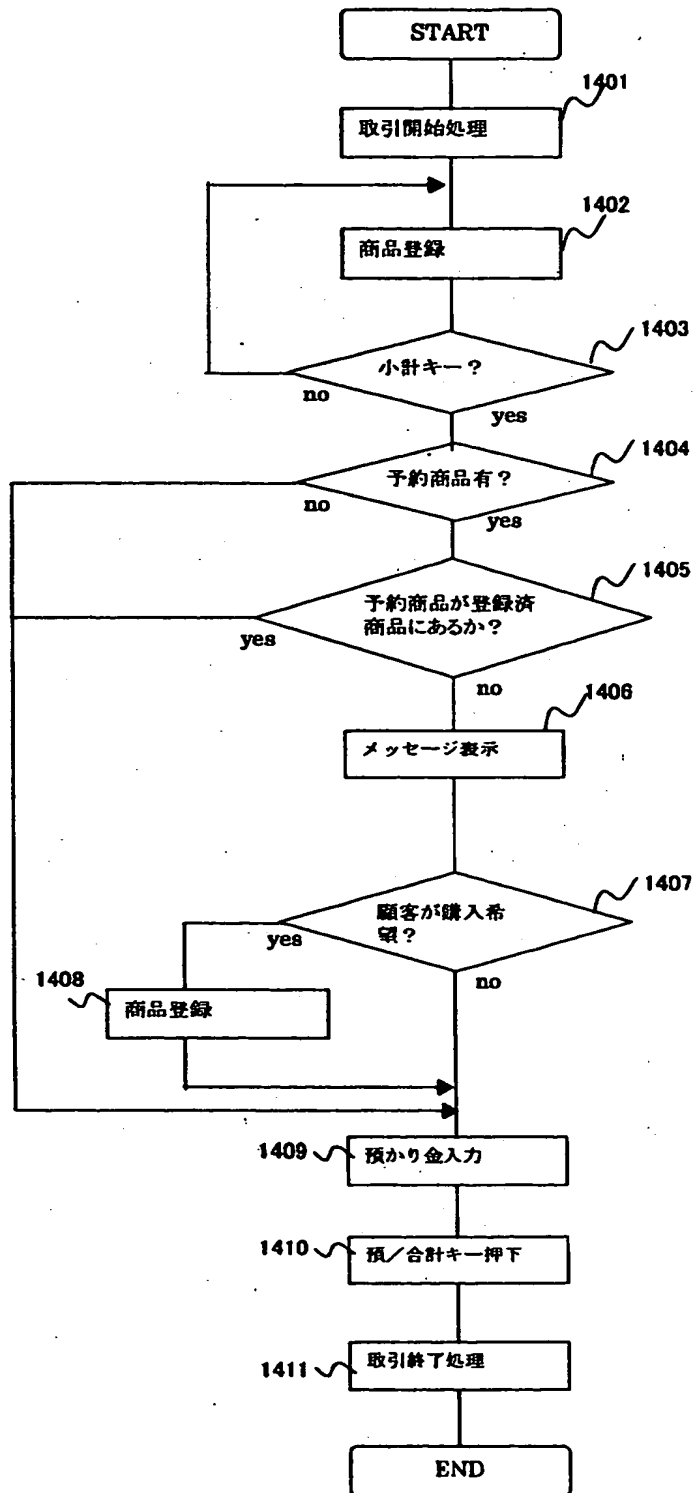 START
1401
取引開始処理
1402
商品登録
1403
小計キー?
no
yes
1404
予約商品有?
no
yes
1405
予約商品が登録済
商品にあるか?
yes
no
1406
メッセージ表示
1407
顧客が購入希
望?
yes
no
1408
商品登録
1409
預かり金入力
1410
預/合計キー押下
1411
取引終了処理
END